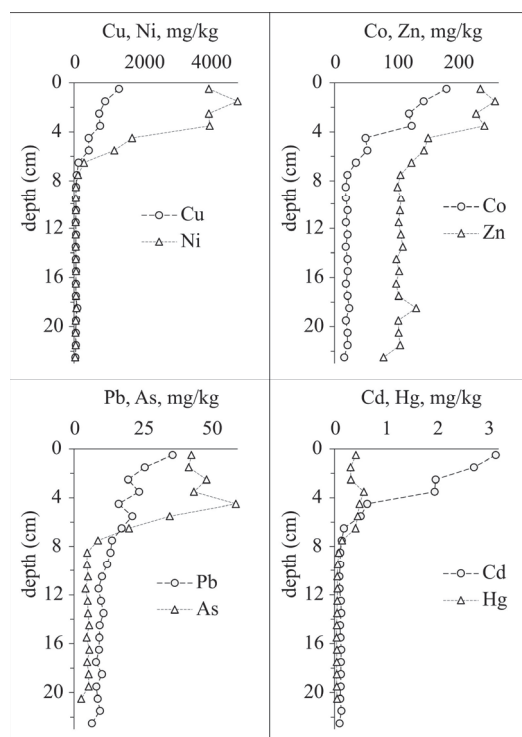 Cu, Ni, mg/kg
0 2000 4000
0
4
8
12
16
20
depth (cm)
Cu
Ni
Co, Zn, mg/kg
0 100 200
0
4
8
12
16
20
depth (cm)
Co
Zn
Pb, As, mg/kg
0 25 50
0
4
8
12
16
20
depth (cm)
Pb
As
Cd, Hg, mg/kg
0 1 2 3
0
4
8
12
16
20
depth (cm)
Cd
Hg